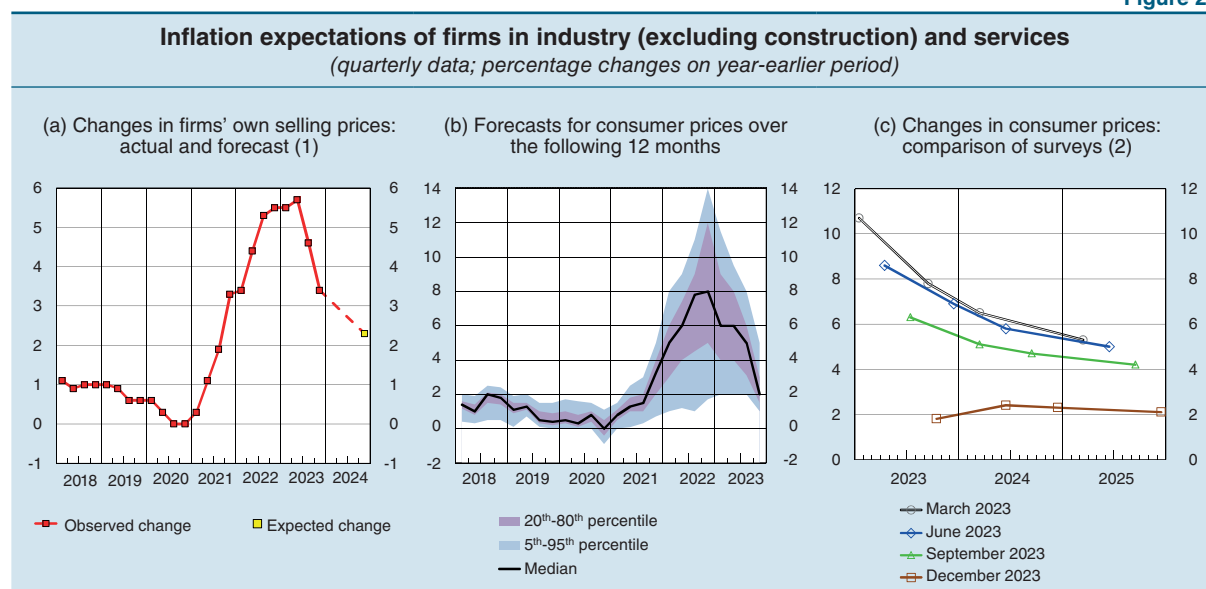 Figure 2
Inflation expectations of firms in industry (excluding construction) and services
(quarterly data; percentage changes on year-earlier period)
(a) Changes in firms' own selling prices:
actual and forecast (1)
6
5
4
3
2
1
0
-1
6
5
4
3
2
1
0
-1
2018 2019 2020 2021 2022 2023 2024
Observed change
Expected change
(b) Forecasts for consumer prices over
the following 12 months
14
12
10
8
6
4
2
0
-2
14
12
10
8
6
4
2
0
-2
2018 2019 2020 2021 2022 2023
20th-80th percentile
5th-95th percentile
Median
(c) Changes in consumer prices:
comparison of surveys (2)
12
10
8
6
4
2
0
12
10
8
6
4
2
0
2023 2024 2025
March 2023
June 2023
September 2023
December 2023